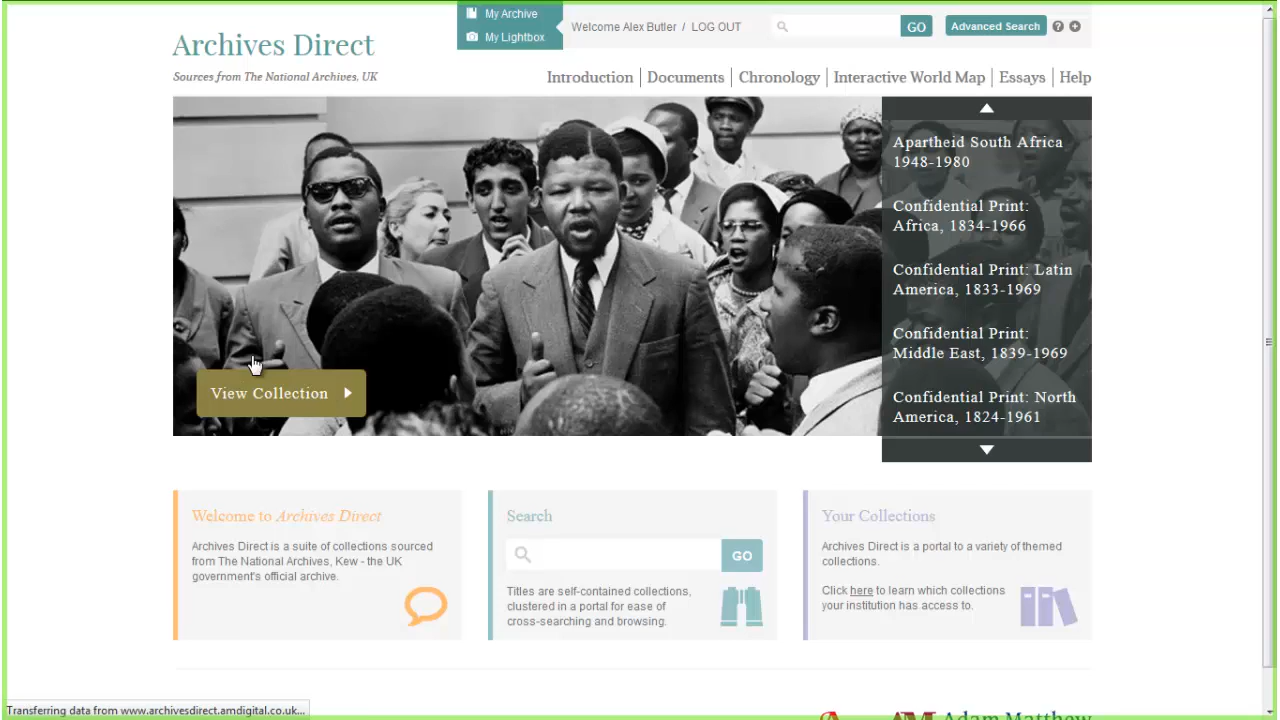 My Archive
My Lightbox
Welcome Alex Butler / LOG OUT
GO
Advanced Search
Archives Direct
Sources from The National Archives, UK
Introduction
Documents
Chronology
Interactive World Map
Essays
Help
Apartheid South Africa
1948-1980
Confidential Print:
Africa, 1834-1966
Confidential Print: Latin
America, 1833-1969
Confidential Print:
Middle East, 1839-1969
Confidential Print: North
America, 1824-1961
View Collection
Welcome to Archives Direct
Archives Direct is a suite of collections sourced
from The National Archives, Kew - the UK
government's official archive.
Search
GO
Titles are self-contained collections,
clustered in a portal for ease of
cross-searching and browsing.
Your Collections
Archives Direct is a portal to a variety of themed
collections.
Click here to learn which collections
your institution has access to.
Transferring data from www.archivesdirect.amdigital.co.uk...
Adam Matthew